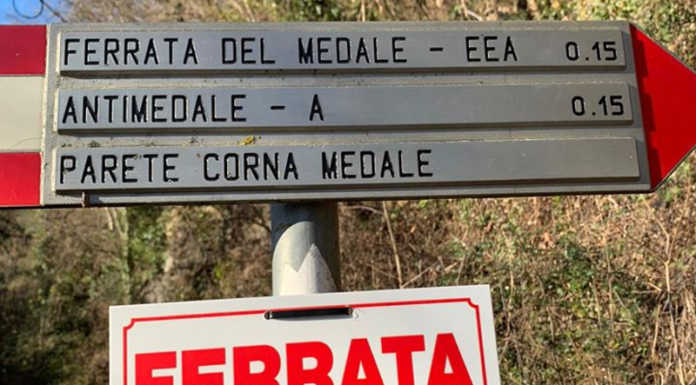 FERRATA DEL MEDALE - EEA 0.15
ANTIMEDALE - A 0.15
PARETE CORNA MEDALE
FERRATA